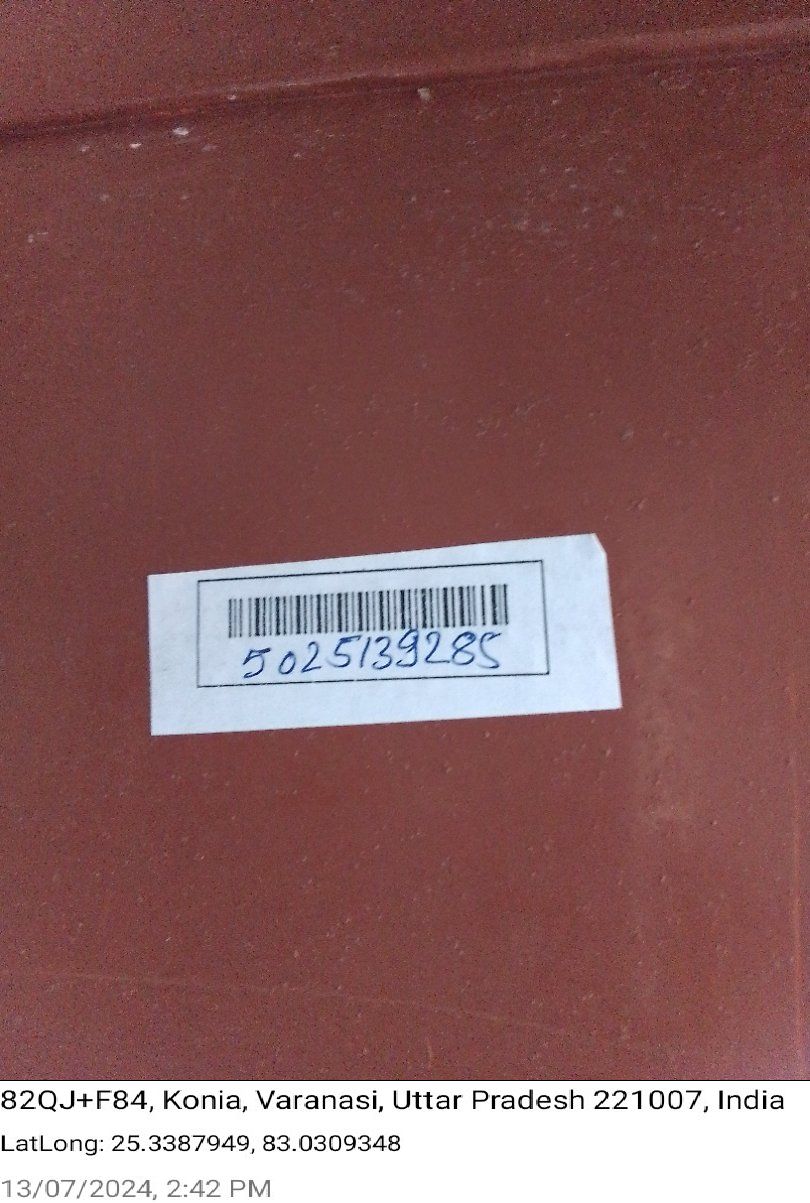 5025139285
82QJ+F84, Konia, Varanasi, Uttar Pradesh 221007, India
LatLong: 25.3387949, 83.0309348
13/07/2024, 2:42 PM